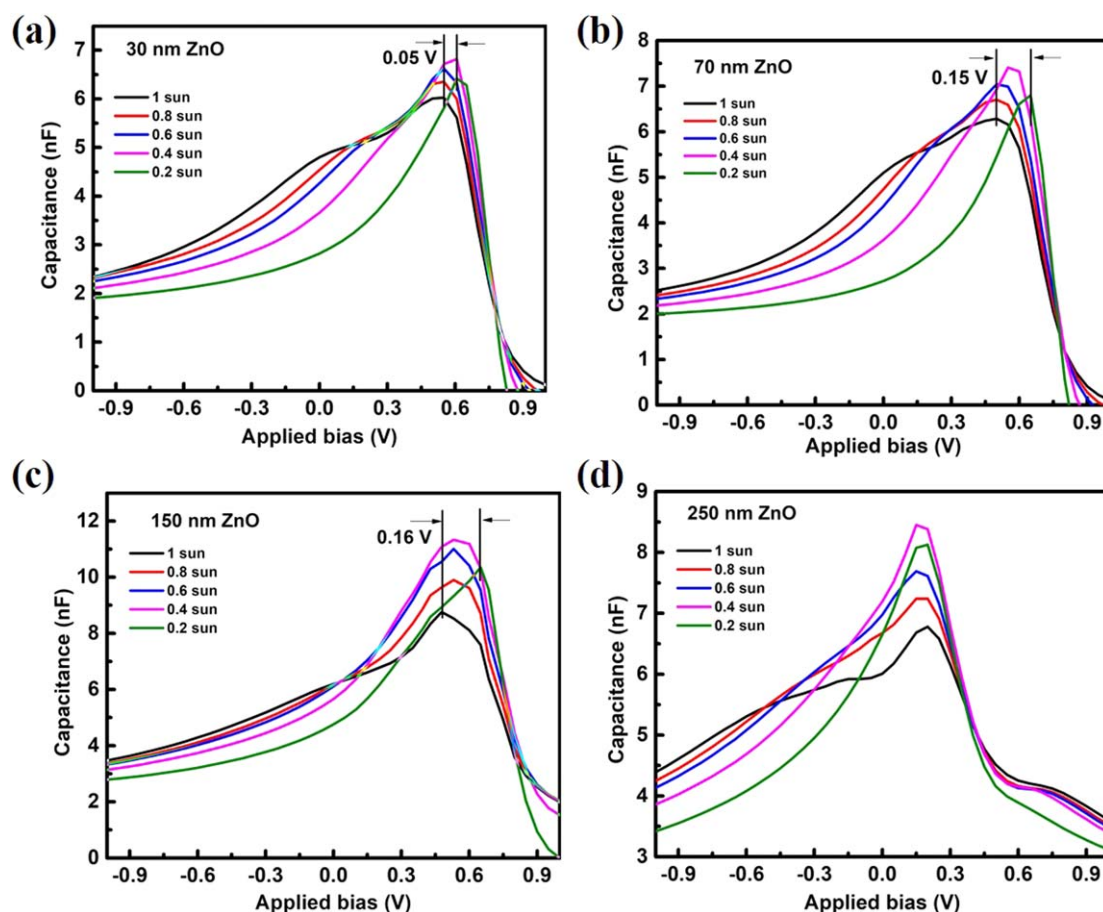 (a)
30 nm ZnO
0.05 V
1 sun
0.8 sun
0.6 sun
0.4 sun
0.2 sun
7
6
5
4
3
2
1
0
Capacitance (nF)
-0.9 -0.6 -0.3 0.0 0.3 0.6 0.9
Applied bias (V)
(b)
70 nm ZnO
0.15 V
1 sun
0.8 sun
0.6 sun
0.4 sun
0.2 sun
8
7
6
5
4
3
2
1
0
Capacitance (nF)
-0.9 -0.6 -0.3 0.0 0.3 0.6 0.9
Applied bias (V)
(c)
150 nm ZnO
0.16 V
1 sun
0.8 sun
0.6 sun
0.4 sun
0.2 sun
12
10
8
6
4
2
0
Capacitance (nF)
-0.9 -0.6 -0.3 0.0 0.3 0.6 0.9
Applied bias (V)
(d)
250 nm ZnO
1 sun
0.8 sun
0.6 sun
0.4 sun
0.2 sun
9
8
7
6
5
4
3
Capacitance (nF)
-0.9 -0.6 -0.3 0.0 0.3 0.6 0.9
Applied bias (V)